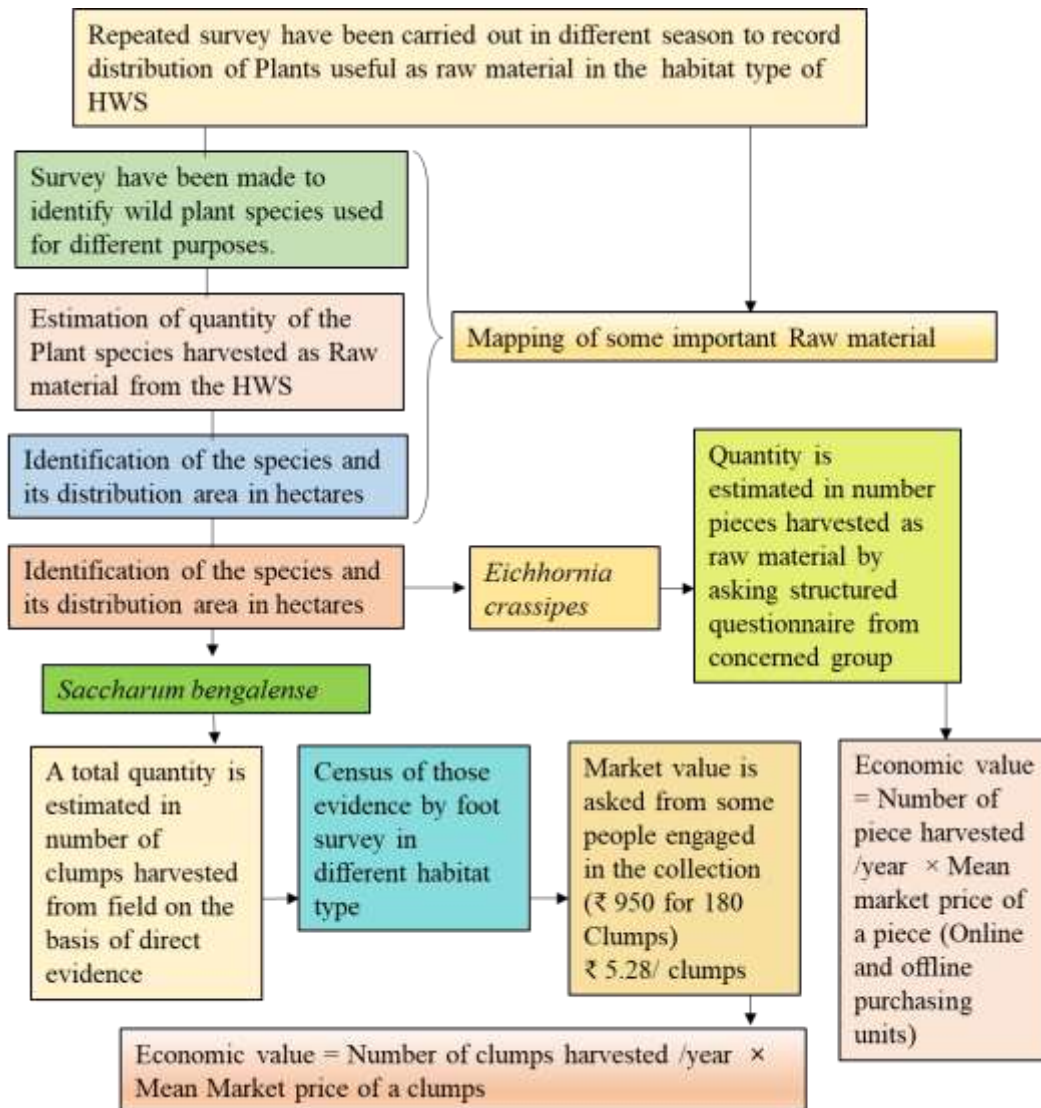 Repeated survey have been carried out in different season to record
distribution of Plants useful as raw material in the habitat type of
HWS
Survey have been made to
identify wild plant species used
for different purposes.
Estimation of quantity of the
Plant species harvested as Raw
material from the HWS
Mapping of some important Raw material
Identification of the species and
its distribution area in hectares
Quantity is
estimated in number
pieces harvested as
raw material by
asking structured
questionnaire from
concerned group
Identification of the species and
its distribution area in hectares
Eichhornia
crassipes
Saccharum bengalense
A total quantity is
estimated in
number of
clumps harvested
from field on the
basis of direct
evidence
Census of those
evidence by foot
survey in
different habitat
type
Market value is
asked from some
people engaged
in the collection
(₹ 950 for 180
Clumps)
₹ 5.28/ clumps
Economic value
= Number of
piece harvested
/year × Mean
market price of
a piece (Online
and offline
purchasing
units)
Economic value = Number of clumps harvested /year ×
Mean Market price of a clumps